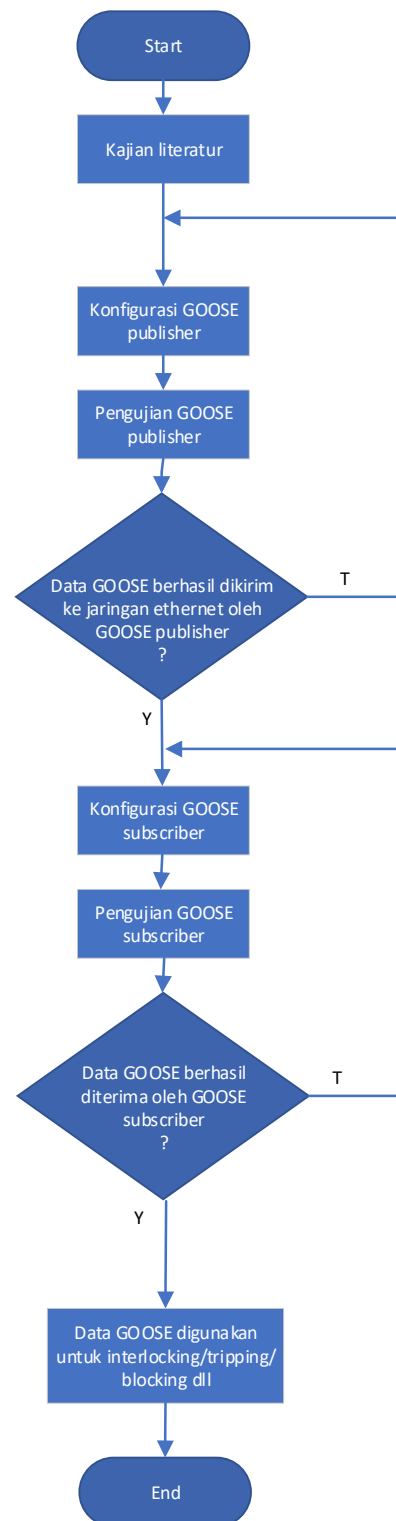 Start
Kajian literatur
Konfigurasi GOOSE
publisher
Pengujian GOOSE
publisher
Data GOOSE berhasil dikirim
ke jaringan ethernet oleh
GOOSE publisher
?
T
Y
Konfigurasi GOOSE
subscriber
Pengujian GOOSE
subscriber
Data GOOSE berhasil
diterima oleh GOOSE
subscriber
?
T
Y
Data GOOSE digunakan
untuk interlocking/tripping/
blocking dll
End